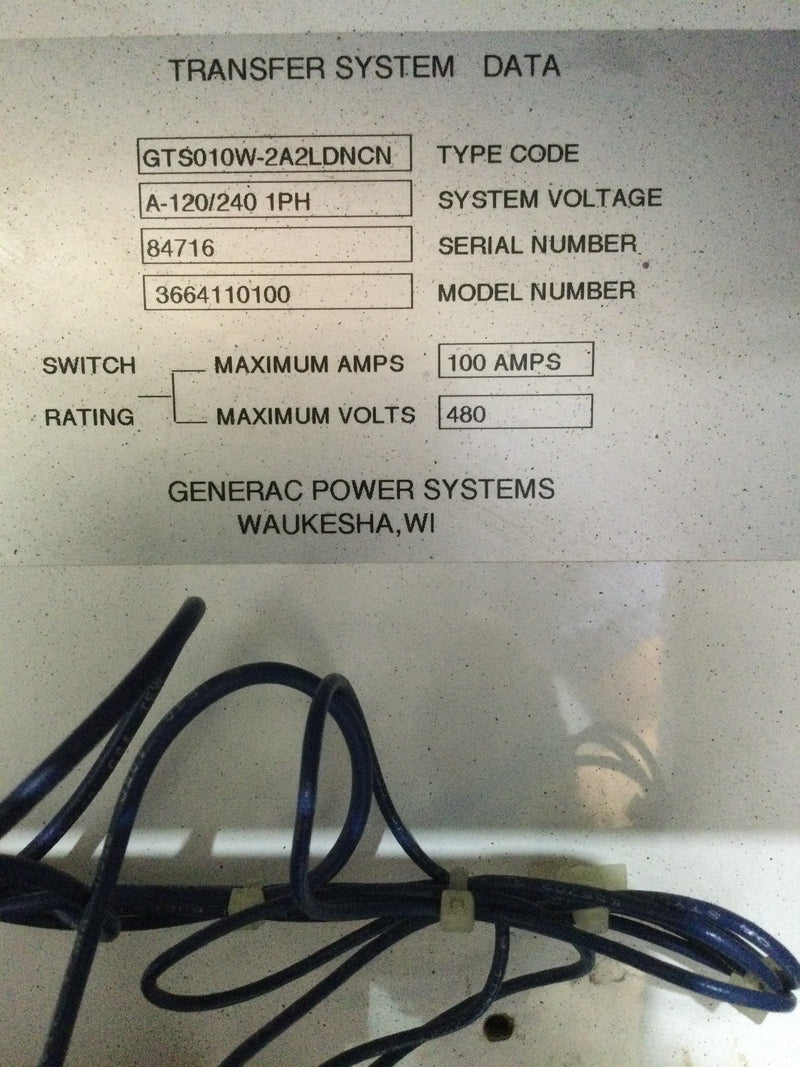 TRANSFER SYSTEM DATA
GTS010W-2A2LDNCN TYPE CODE
A-120/240 1PH SYSTEM VOLTAGE
84716 SERIAL NUMBER
3664110100 MODEL NUMBER
SWITCH MAXIMUM AMPS 100 AMPS
RATING MAXIMUM VOLTS 480
GENERAC POWER SYSTEMS
WAUKESHA,WI